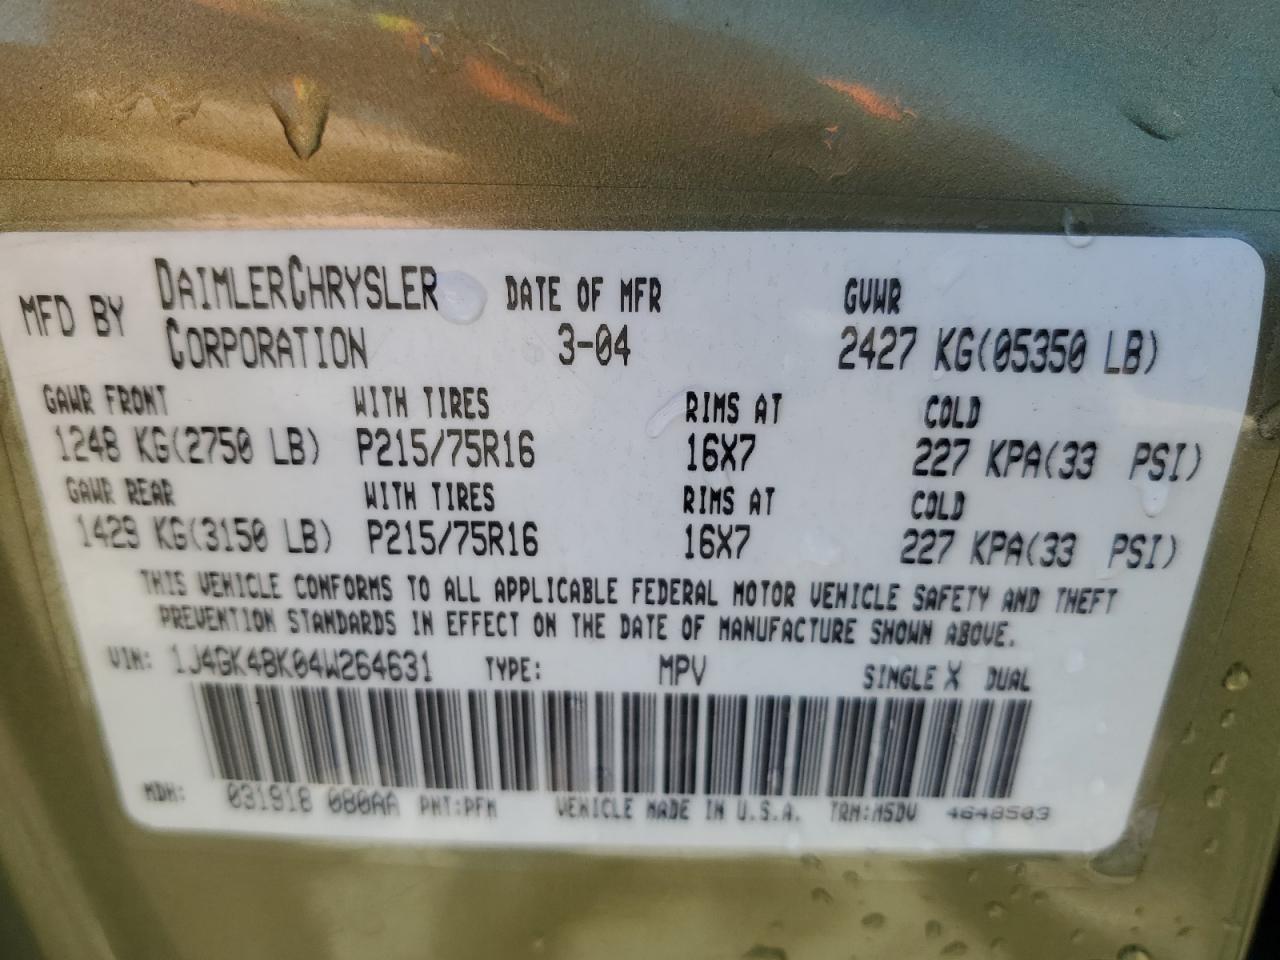 MFD BY DAIMLERCHRYSLER CORPORATION DATE OF MFR 3-04 GVWR 2427 KG(05350 LB)
GAWR FRONT WITH TIRES RIMS AT COLD
1248 KG(2750 LB) P215/75R16 16X7 227 KPA(33 PSI)
GAWR REAR WITH TIRES RIMS AT COLD
1429 KG(3150 LB) P215/75R16 16X7 227 KPA(33 PSI)
THIS VEHICLE CONFORMS TO ALL APPLICABLE FEDERAL MOTOR VEHICLE SAFETY AND THEFT
PREVENTION STANDARDS IN EFFECT ON THE DATE OF MANUFACTURE SHOWN ABOVE.
VIN: 1J4GK48K04W264631 TYPE: MPV SINGLE X DUAL
MDH: 031918 080AA PNT:PFM VEHICLE MADE IN U.S.A. TRM:M5DV 4648503